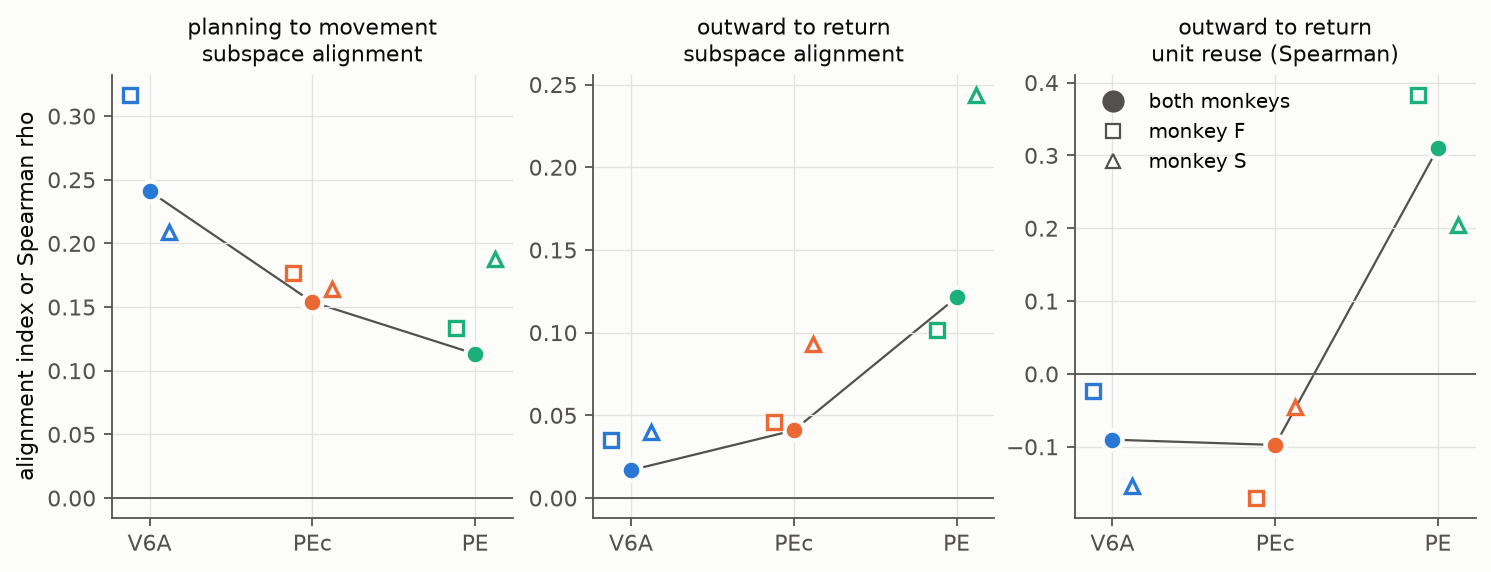 planning to movement
subspace alignment
outward to return
subspace alignment
outward to return
unit reuse (Spearman)
alignment index or Spearman rho
0.30
0.25
0.20
0.15
0.10
0.05
0.00
V6A
PEc
PE
0.25
0.20
0.15
0.10
0.05
0.00
V6A
PEc
PE
0.4
0.3
0.2
0.1
0.0
−0.1
both monkeys
monkey F
monkey S
V6A
PEc
PE